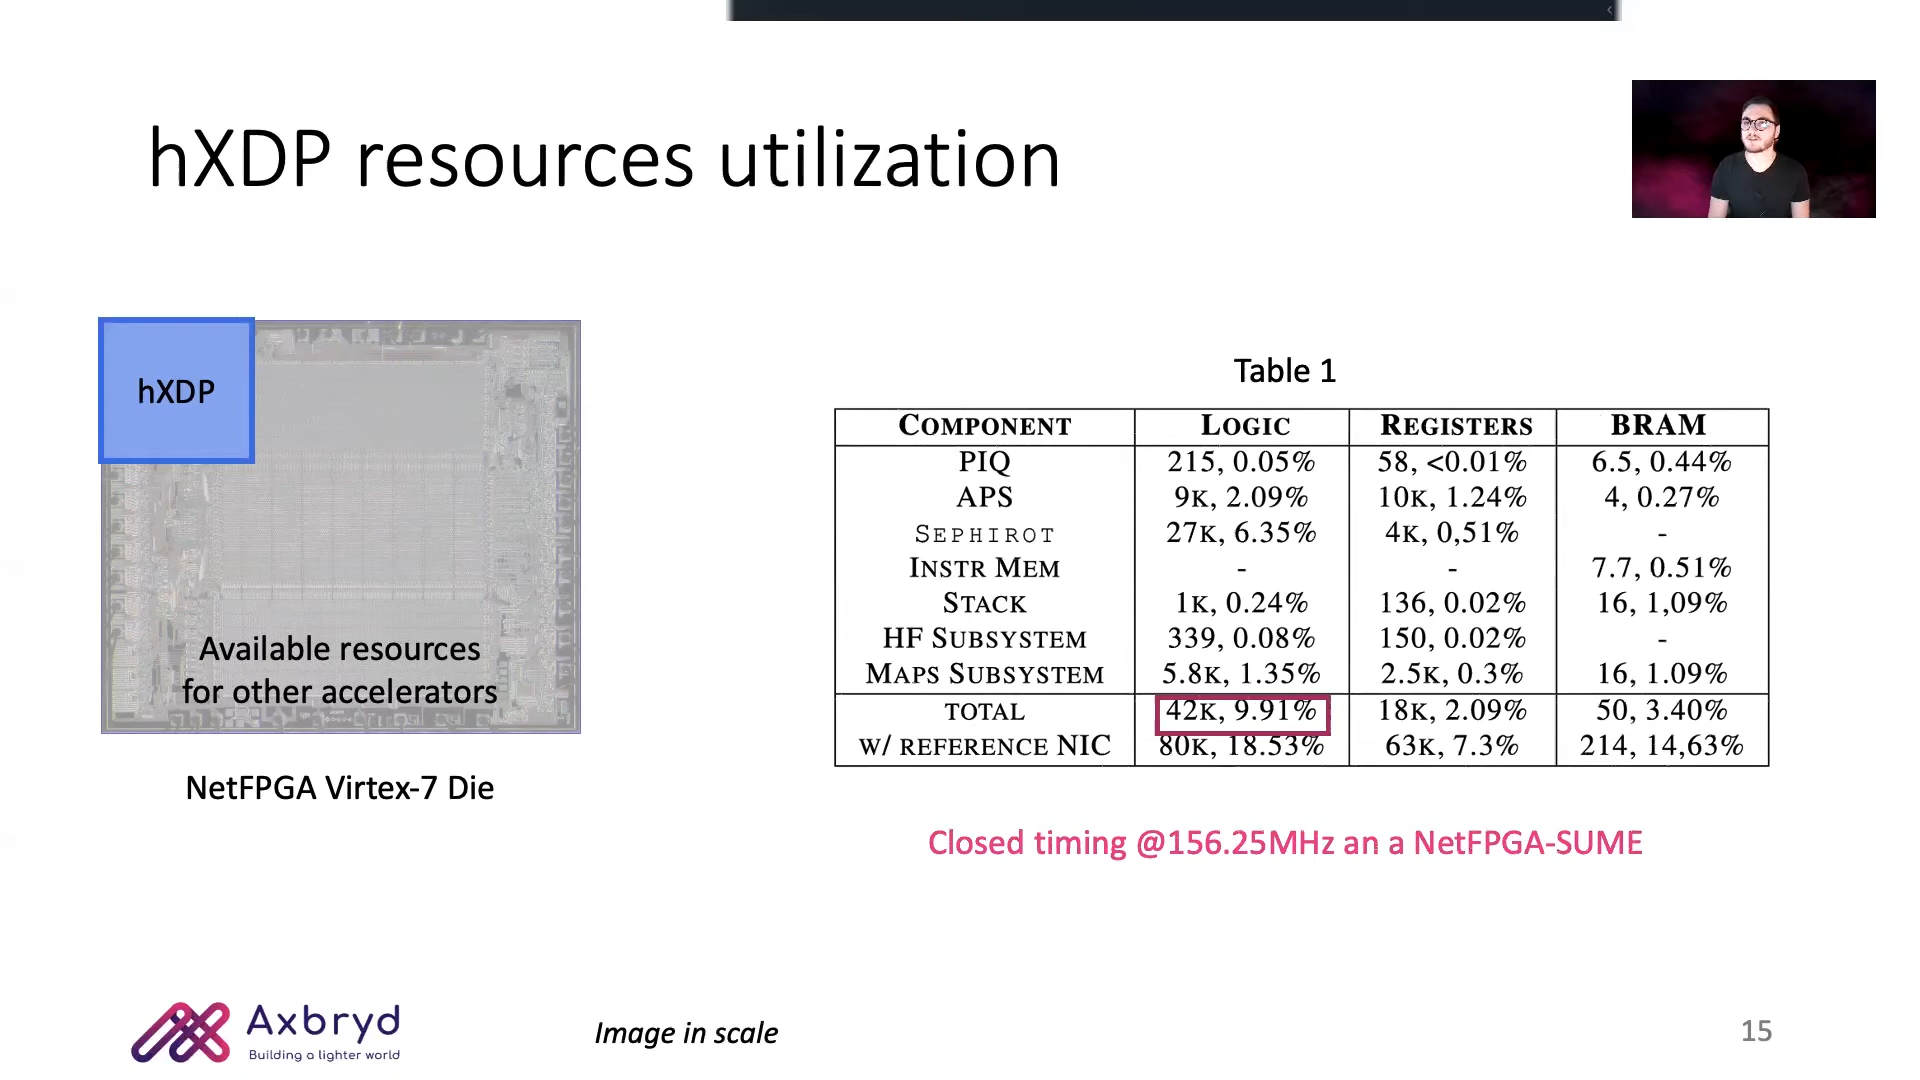 hXDP resources utilization
hXDP
Available resources
for other accelerators
NetFPGA Virtex-7 Die
Table 1
COMPONENT LOGIC REGISTERS BRAM
PIQ 215, 0.05% 58, <0.01% 6.5, 0.44%
APS 9K, 2.09% 10K, 1.24% 4, 0.27%
SEPHIROT 27K, 6.35% 4K, 0,51% -
INSTR MEM - - 7.7, 0.51%
STACK 1K, 0.24% 136, 0.02% 16, 1,09%
HF SUBSYSTEM 339, 0.08% 150, 0.02% -
MAPS SUBSYSTEM 5.8K, 1.35% 2.5K, 0.3% 16, 1.09%
TOTAL 42K, 9.91% 18K, 2.09% 50, 3.40%
W/ REFERENCE NIC 80K, 18.53% 63K, 7.3% 214, 14,63%
Closed timing @156.25MHz an a NetFPGA-SUME
Axbryd
Building a lighter world
Image in scale
15